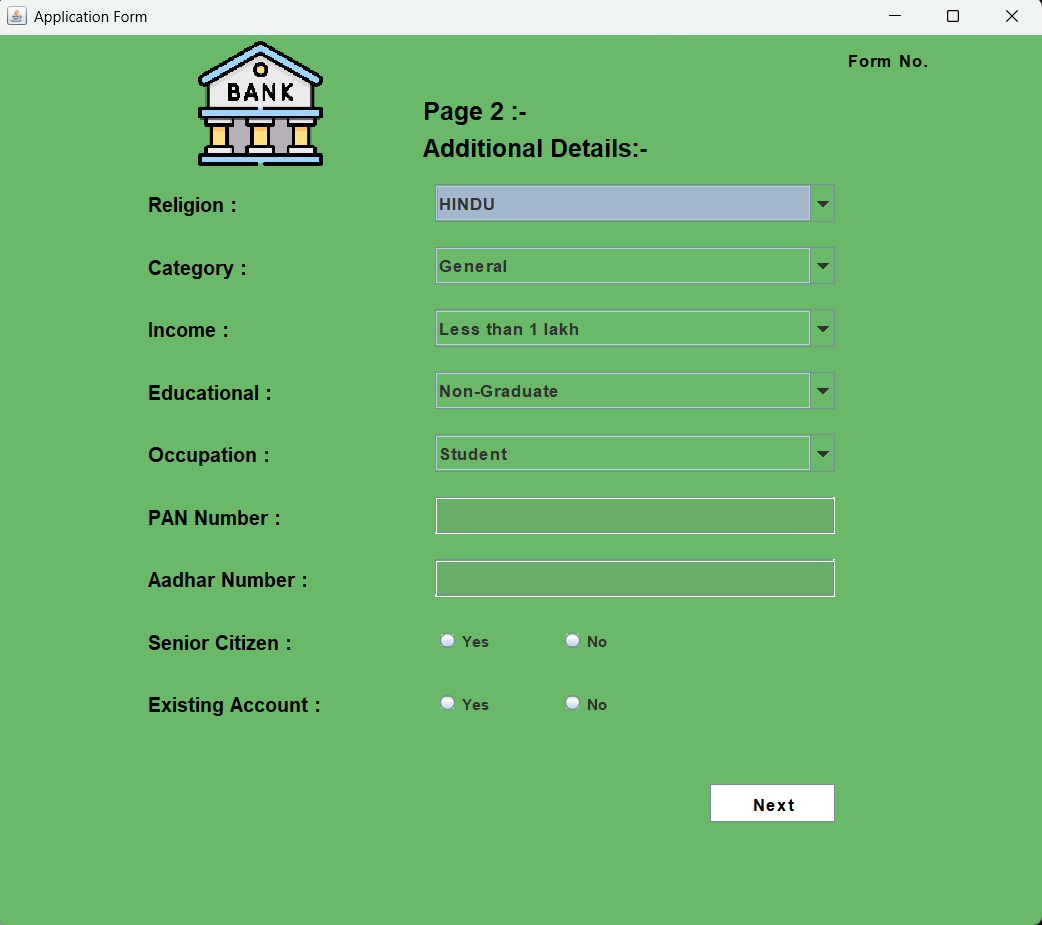 Application Form
BANK
Form No.
Page 2 :-
Additional Details:-
Religion : HINDU
Category : General
Income : Less than 1 lakh
Educational : Non-Graduate
Occupation : Student
PAN Number :
Aadhar Number :
Senior Citizen : Yes No
Existing Account : Yes No
Next